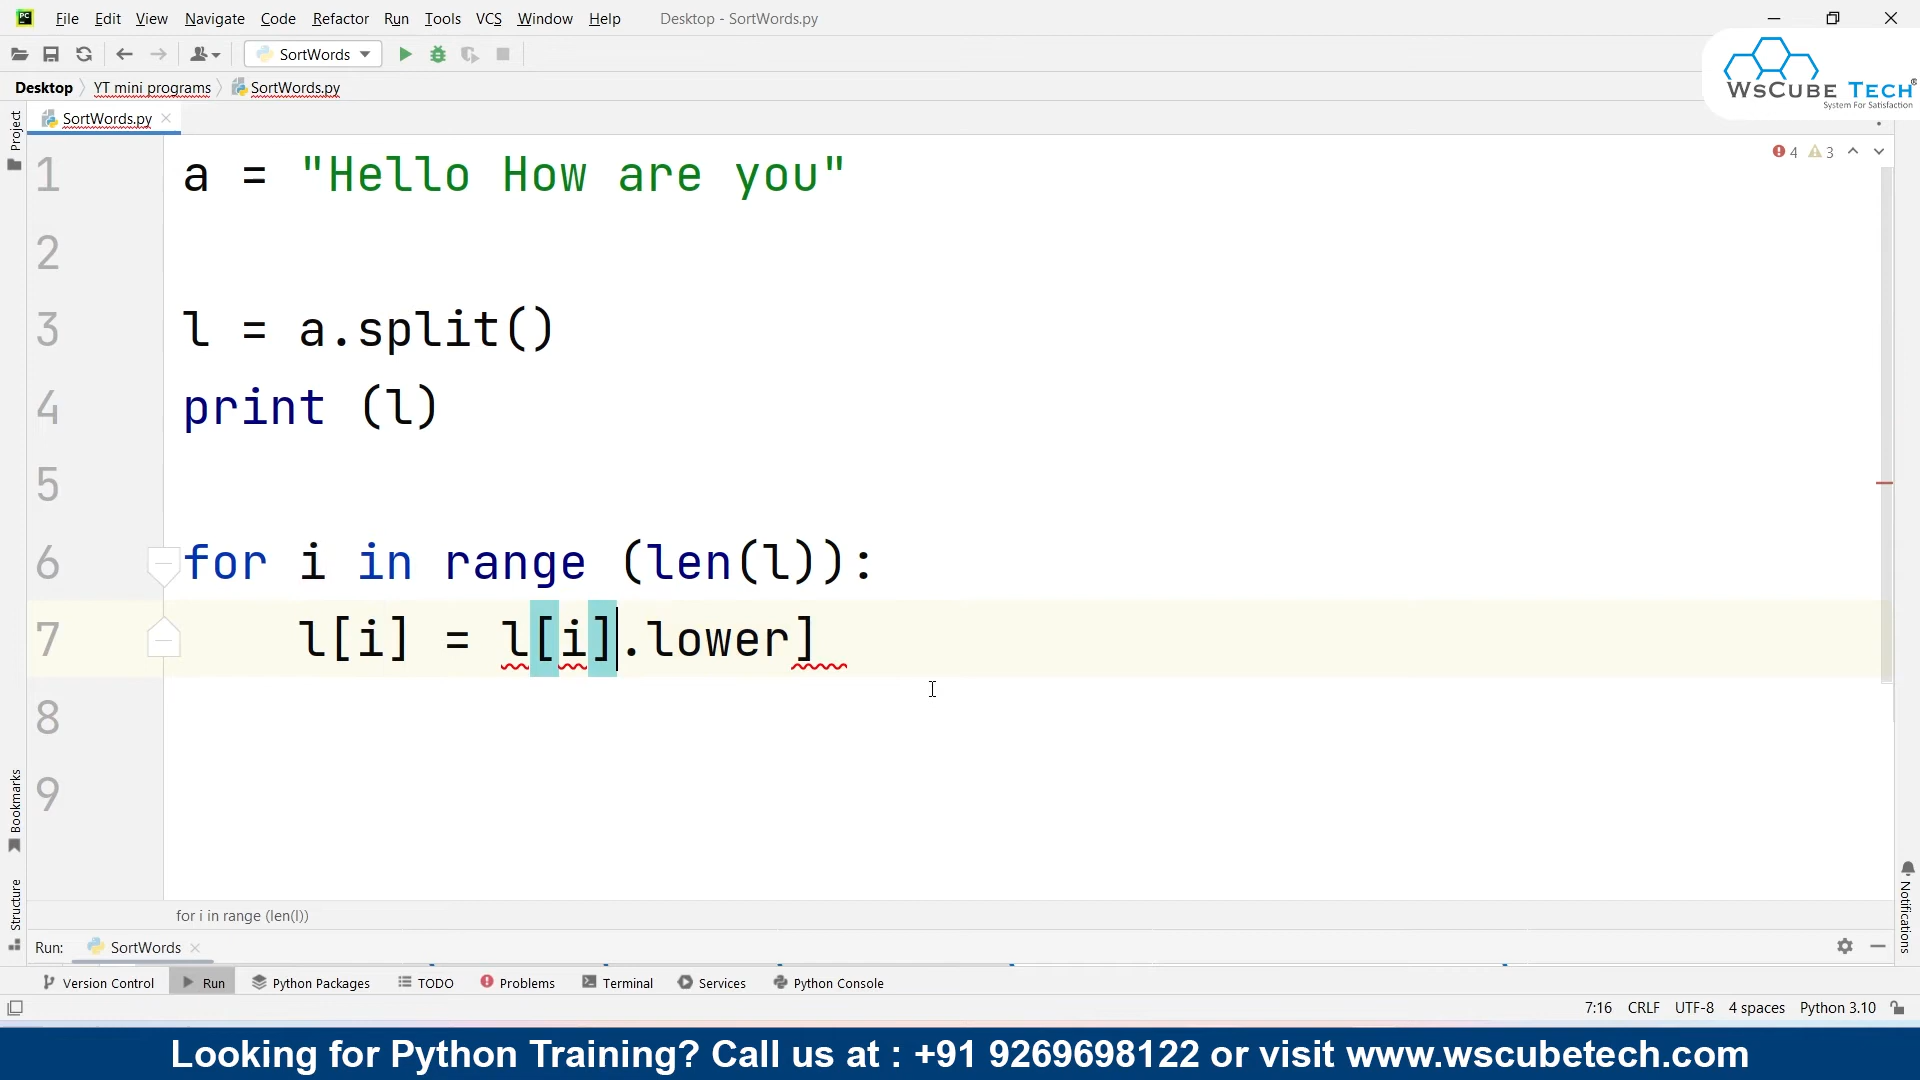 File Edit View Navigate Code Refactor Run Tools VCS Window Help Desktop - SortWords.py
SortWords
WSCUBE TECH®
System For Satisfaction
Desktop YT mini programs SortWords.py
SortWords.py
Project
4 3
1 a = "Hello How are you"
2
3 l = a.split()
4 print (l)
5
6 for i in range (len(l)):
7 l[i] = l[i].lower]
8
9
Bookmarks
Structure
Notifications
for i in range (len(l))
Run: SortWords
Version Control Run Python Packages TODO Problems Terminal Services Python Console
7:16 CRLF UTF-8 4 spaces Python 3.10
Looking for Python Training? Call us at : +91 9269698122 or visit www.wscubetech.com